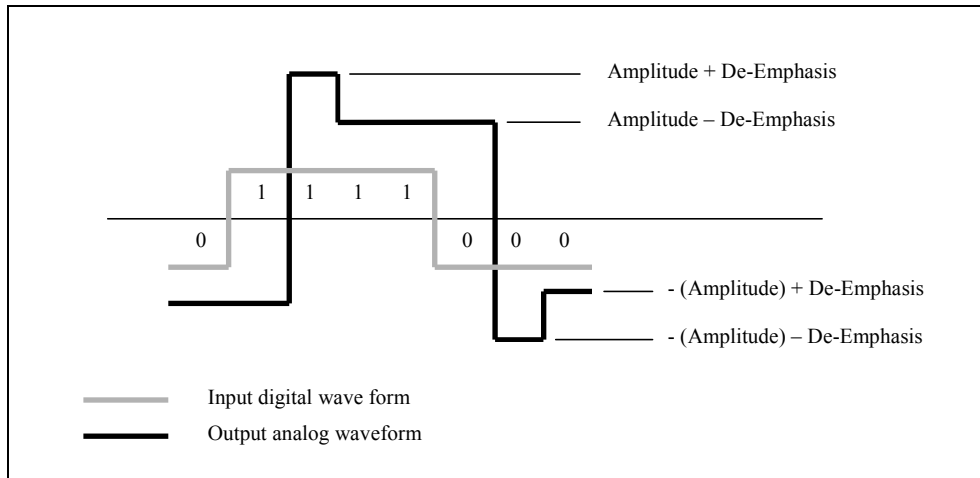 Amplitude + De-Emphasis
Amplitude – De-Emphasis
1 1 1 1
0 0 0 0
- (Amplitude) + De-Emphasis
- (Amplitude) – De-Emphasis
Input digital wave form
Output analog waveform